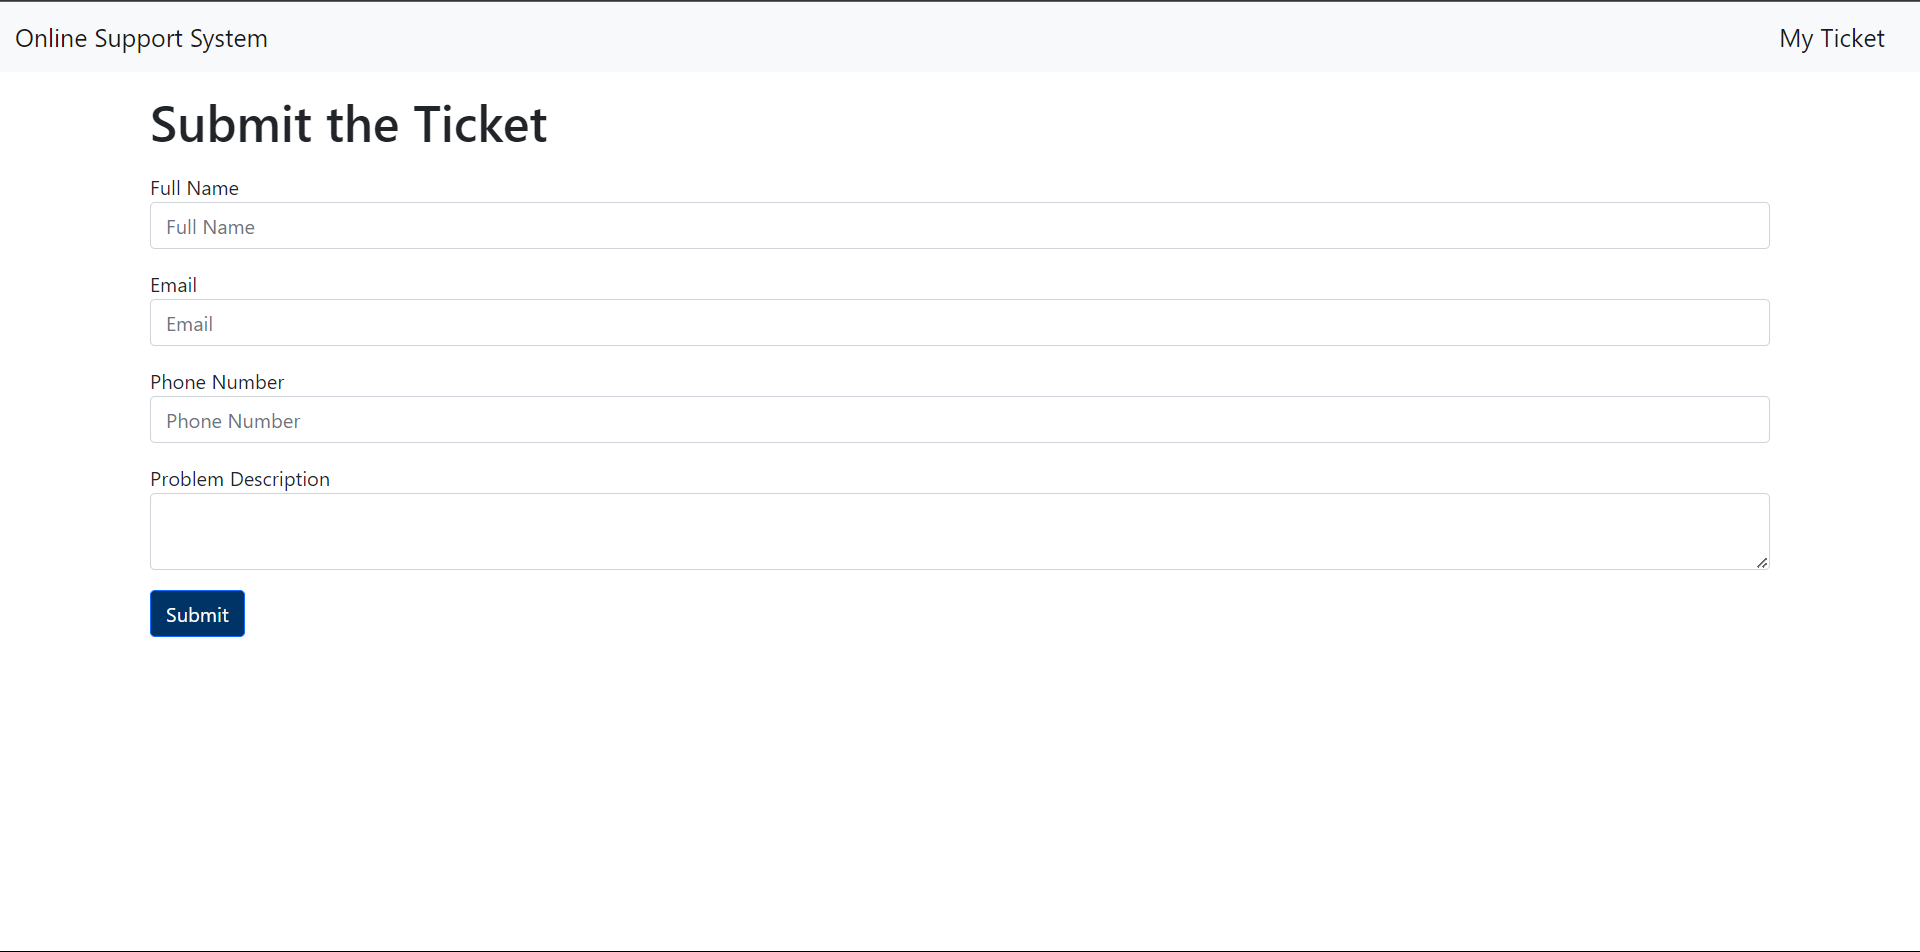 Online Support System
My Ticket
Submit the Ticket
Full Name
Full Name
Email
Email
Phone Number
Phone Number
Problem Description
Submit